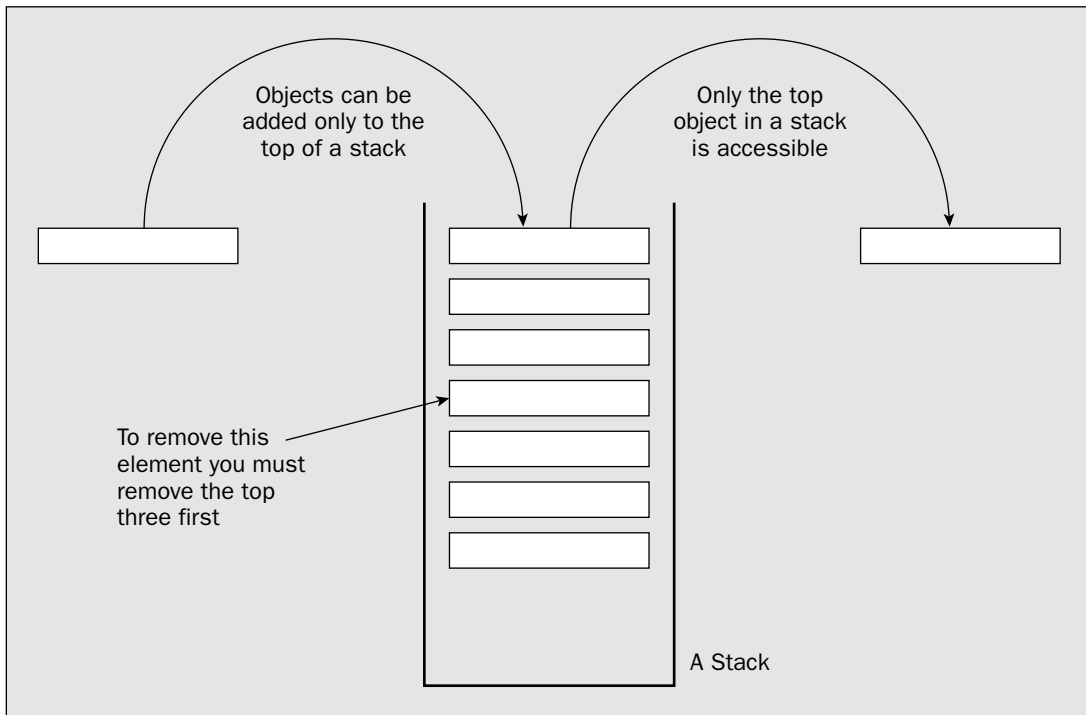 Objects can be
added only to the
top of a stack
Only the top
object in a stack
is accessible
To remove this
element you must
remove the top
three first
A Stack